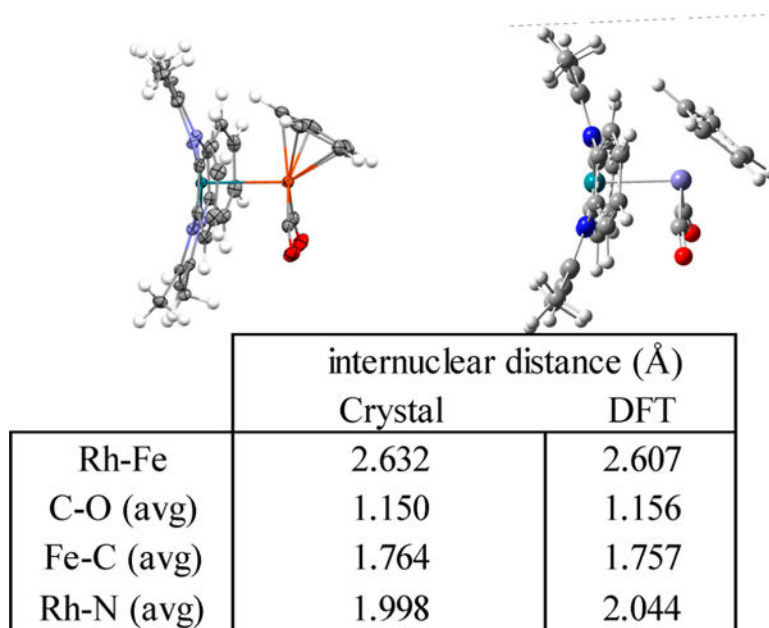 internuclear distance (Å)
Crystal DFT
Rh-Fe 2.632 2.607
C-O (avg) 1.150 1.156
Fe-C (avg) 1.764 1.757
Rh-N (avg) 1.998 2.044